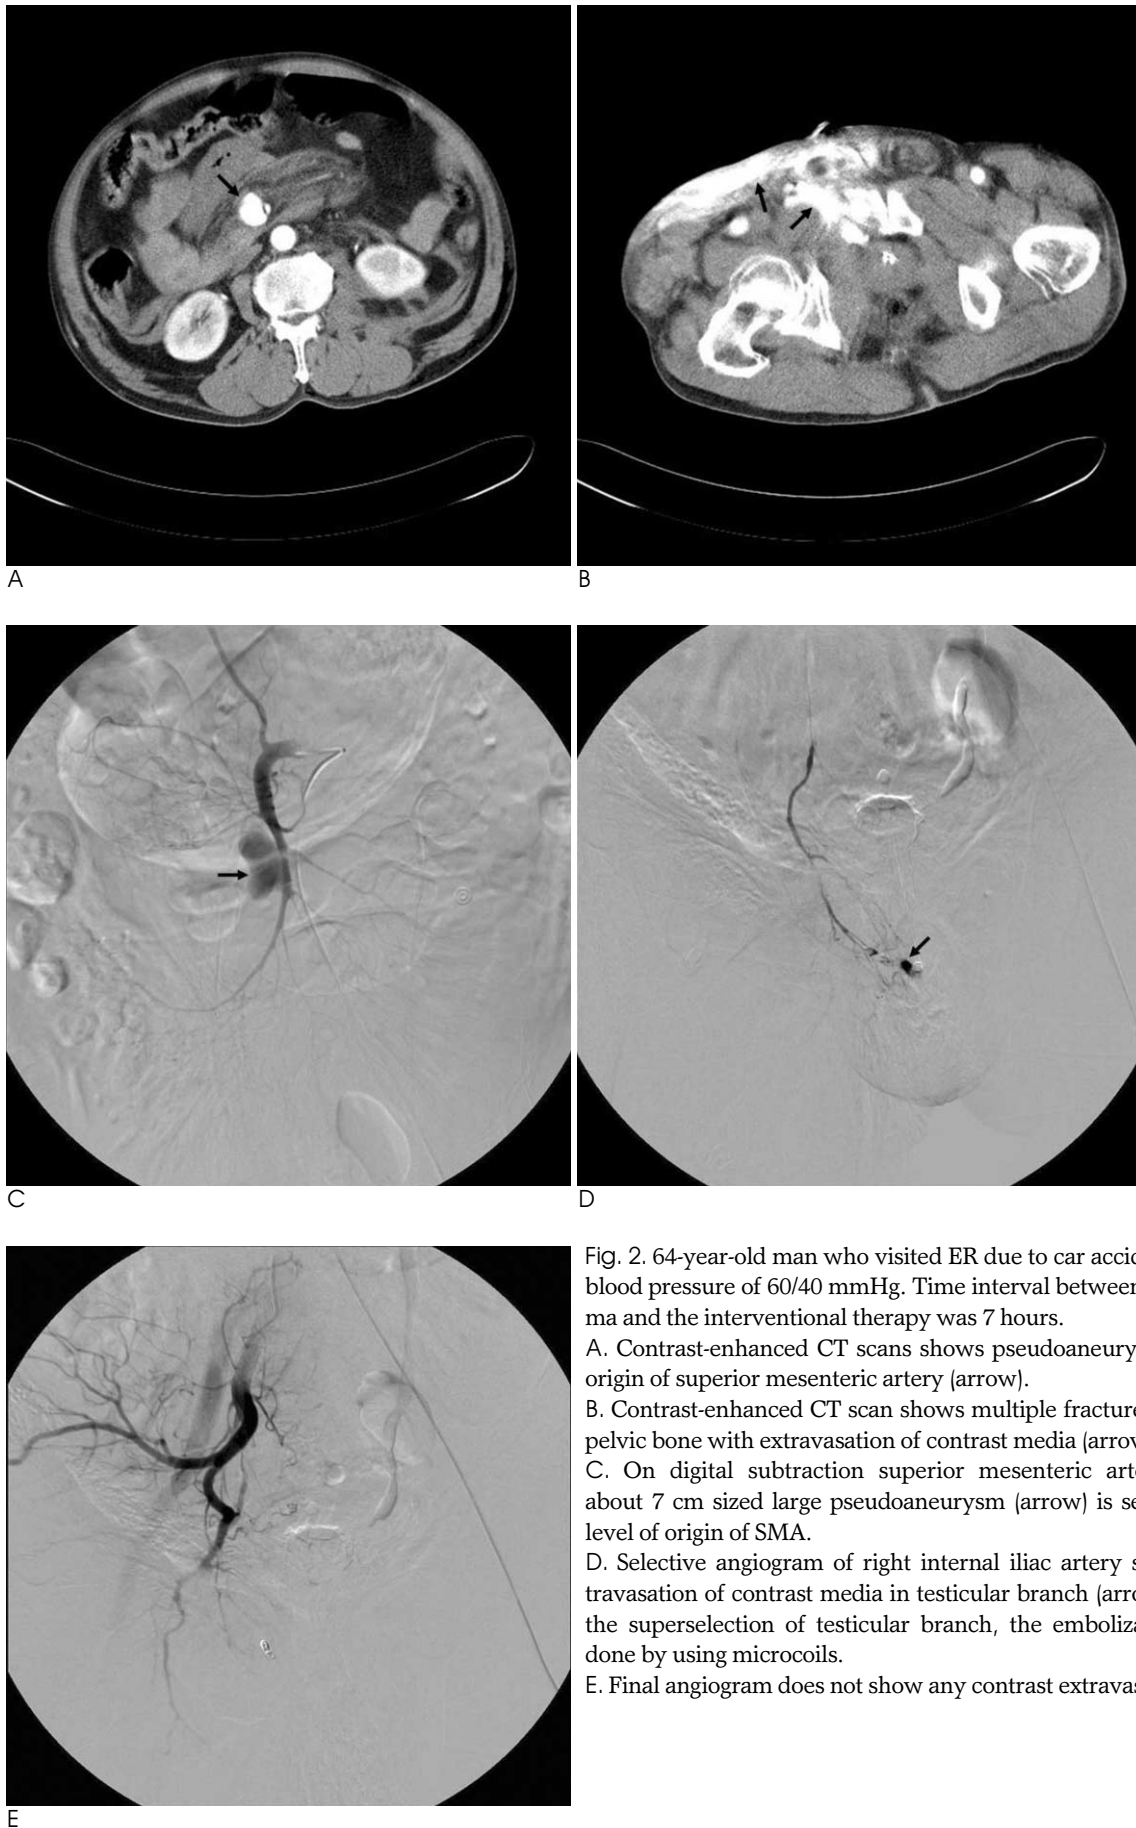 A
B
C
D
E
Fig. 2. 64-year-old man who visited ER due to car accid
blood pressure of 60/40 mmHg. Time interval between
ma and the interventional therapy was 7 hours.
A. Contrast-enhanced CT scans shows pseudoaneury
origin of superior mesenteric artery (arrow).
B. Contrast-enhanced CT scan shows multiple fracture
pelvic bone with extravasation of contrast media (arrow
C. On digital subtraction superior mesenteric arte
about 7 cm sized large pseudoaneurysm (arrow) is se
level of origin of SMA.
D. Selective angiogram of right internal iliac artery s
travasation of contrast media in testicular branch (arro
the superselection of testicular branch, the emboliza
done by using microcoils.
E. Final angiogram does not show any contrast extravas